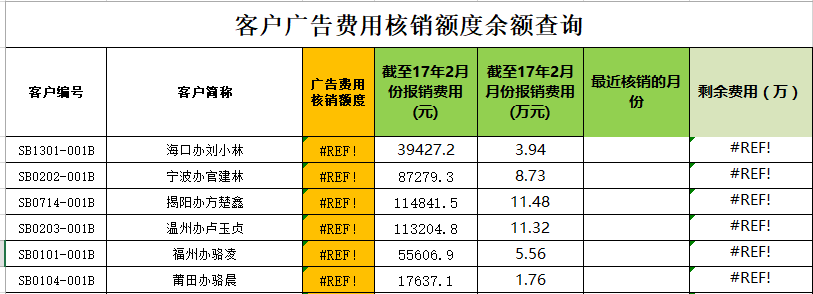 客户广告费用核销额度余额查询
客户编号 客户简称 广告费用核销额度 截至17年2月份报销费用(元) 截至17年2月月份报销费用(万元) 最近核销的月份 剩余费用（万）
SB1301-001B 海口办刘小林 #REF! 39427.2 3.94 #REF!
SB0202-001B 宁波办官建林 #REF! 87279.3 8.73 #REF!
SB0714-001B 揭阳办方楚鑫 #REF! 114841.5 11.48 #REF!
SB0203-001B 温州办卢玉贞 #REF! 113204.8 11.32 #REF!
SB0101-001B 福州办骆凌 #REF! 55606.9 5.56 #REF!
SB0104-001B 莆田办骆晨 #REF! 17637.1 1.76 #REF!